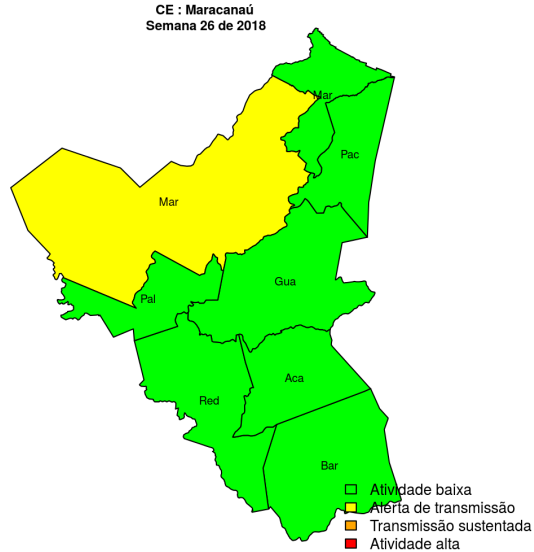 CE : Maracanaú
Semana 26 de 2018
Mar
Pac
Mar
Gua
Pal
Aca
Red
Bar
Atividade baixa
Alerta de transmissão
Transmissão sustentada
Atividade alta